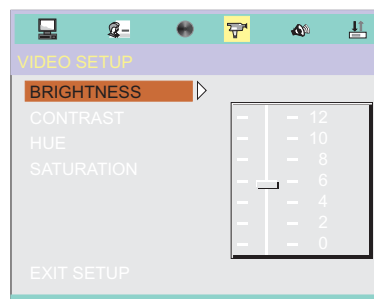 VIDEO SETUP
BRIGHTNESS
CONTRAST
HUE
SATURATION
12
10
8
6
4
2
0
EXIT SETUP